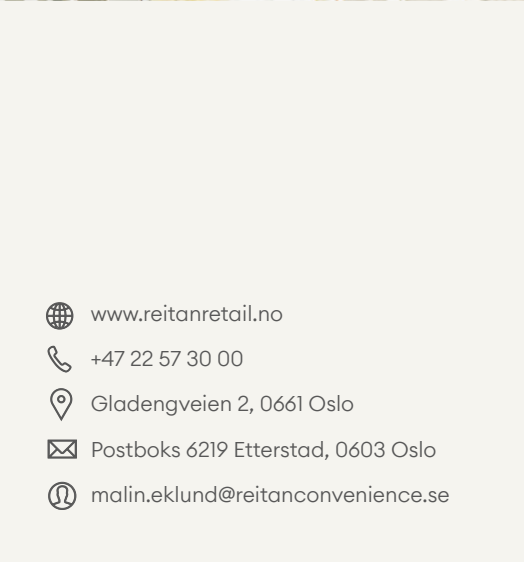 www.reitanretail.no
+47 22 57 30 00
Gladengveien 2, 0661 Oslo
Postboks 6219 Etterstad, 0603 Oslo
malin.eklund@reitanconvenience.se